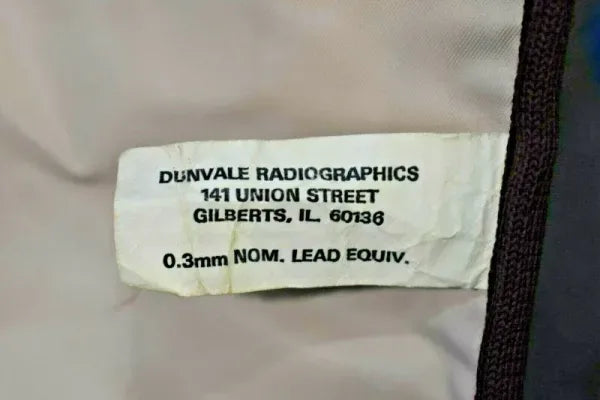 DUNVALE RADIOGRAPHICS
141 UNION STREET
GILBERTS, IL. 60136
0.3mm NOM. LEAD EQUIV.